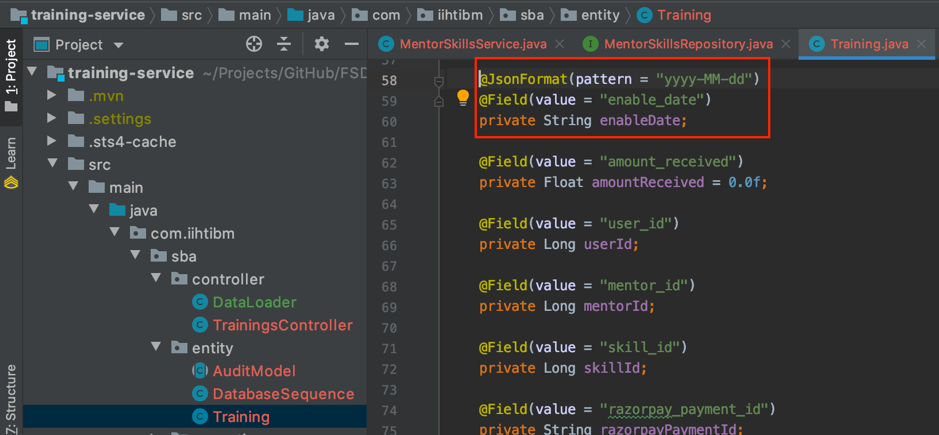 training-service src main java com iihtibm sba entity Training
Project
MentorSkillsService.java MentorSkillsRepository.java Training.java
1: Project
Learn
Z: Structure
training-service ~/Projects/GitHub/FSD
.mvn
.settings
.sts4-cache
src
main
java
com.iihtibm
sba
controller
DataLoader
TrainingsController
entity
AuditModel
DatabaseSequence
Training
57
58 @JsonFormat(pattern = "yyyy-MM-dd")
59 @Field(value = "enable_date")
60 private String enableDate;
61
62 @Field(value = "amount_received")
63 private Float amountReceived = 0.0f;
64
65 @Field(value = "user_id")
66 private Long userId;
67
68 @Field(value = "mentor_id")
69 private Long mentorId;
70
71 @Field(value = "skill_id")
72 private Long skillId;
73
74 @Field(value = "razorpay_payment_id")
75 private String razorpayPaymentId;